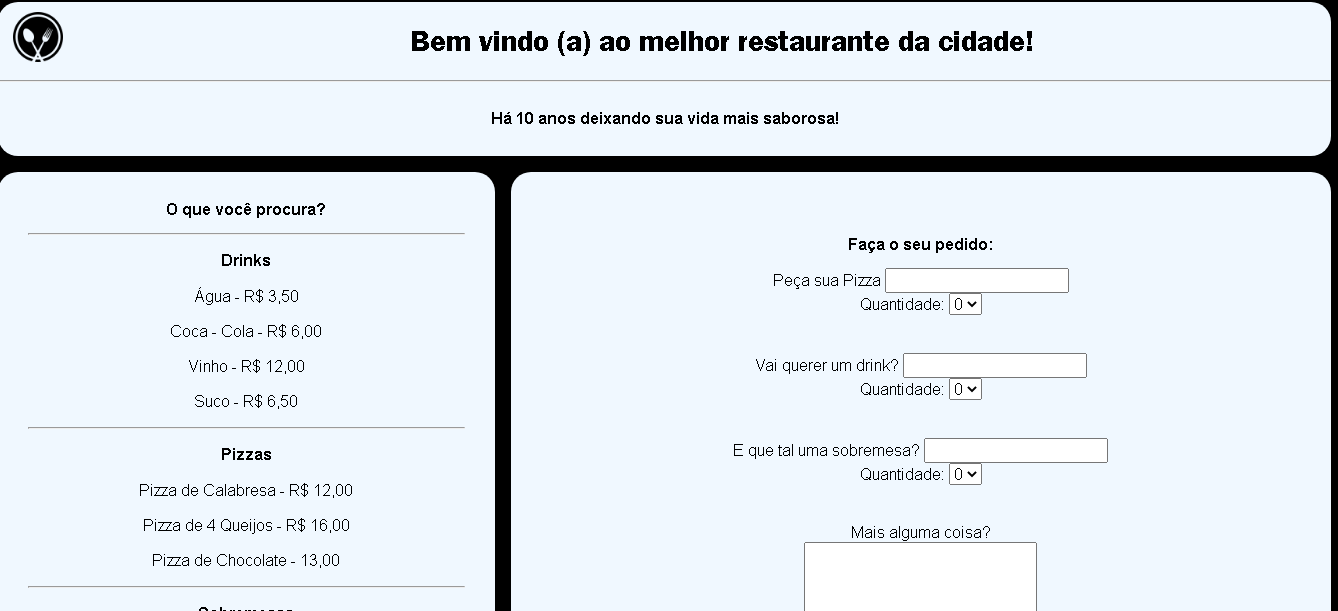 Bem vindo (a) ao melhor restaurante da cidade!
Há 10 anos deixando sua vida mais saborosa!
O que você procura?
Drinks
Água - R$ 3,50
Coca - Cola - R$ 6,00
Vinho - R$ 12,00
Suco - R$ 6,50
Pizzas
Pizza de Calabresa - R$ 12,00
Pizza de 4 Queijos - R$ 16,00
Pizza de Chocolate - 13,00
Faça o seu pedido:
Peça sua Pizza
Quantidade: 0
Vai querer um drink?
Quantidade: 0
E que tal uma sobremesa?
Quantidade: 0
Mais alguma coisa?